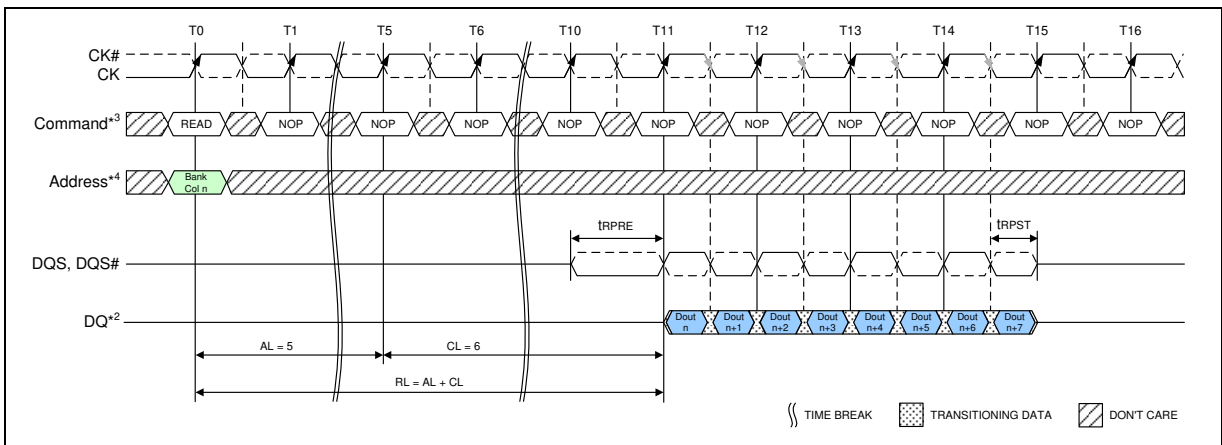 T0 T1 T5 T6 T10 T11 T12 T13 T14 T15 T16
CK#
CK
Command*3 READ NOP NOP NOP NOP NOP NOP NOP NOP NOP NOP
Address*4 Bank
Col n
tRPRE tRPST
DQS, DQS#
DQ*2 Dout
n Dout
n+1 Dout
n+2 Dout
n+3 Dout
n+4 Dout
n+5 Dout
n+6 Dout
n+7
AL = 5 CL = 6
RL = AL + CL
TIME BREAK TRANSITIONING DATA DON'T CARE